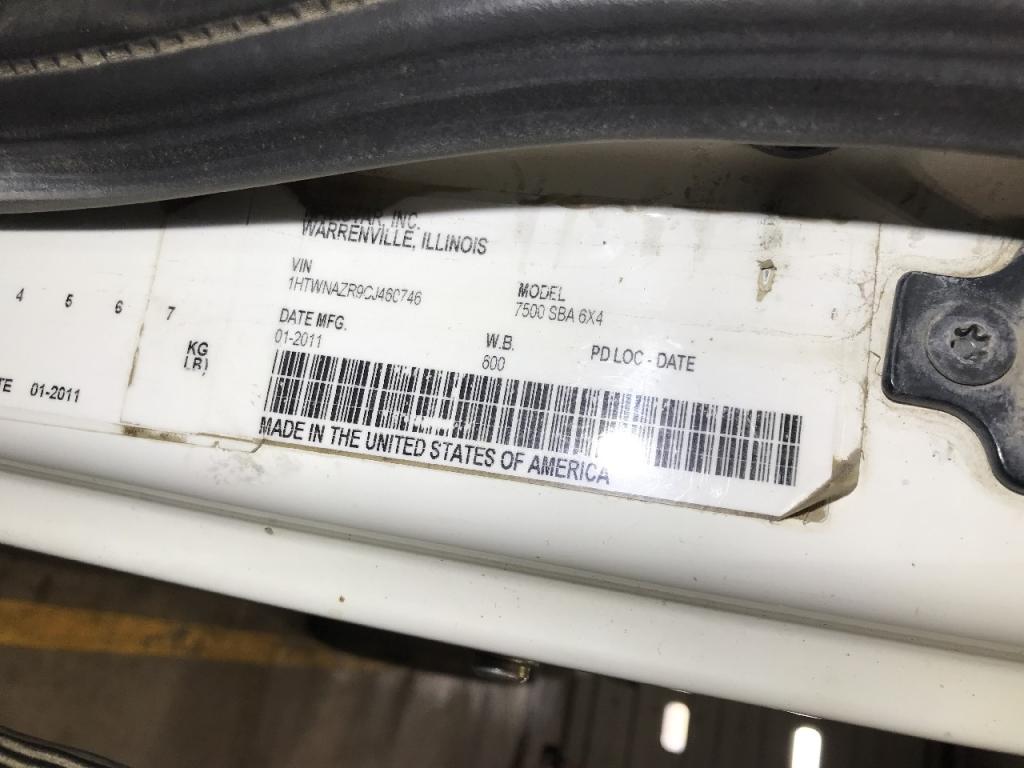 INC.
WARRENVILLE, ILLINOIS
VIN
1HTWNAZR9CJ460746
MODEL
7500 SBA 6X4
DATE MFG.
01-2011
W.B.
600
PD LOC - DATE
MADE IN THE UNITED STATES OF AMERICA
4 5 6 7
KG
LB)
TE 01-2011